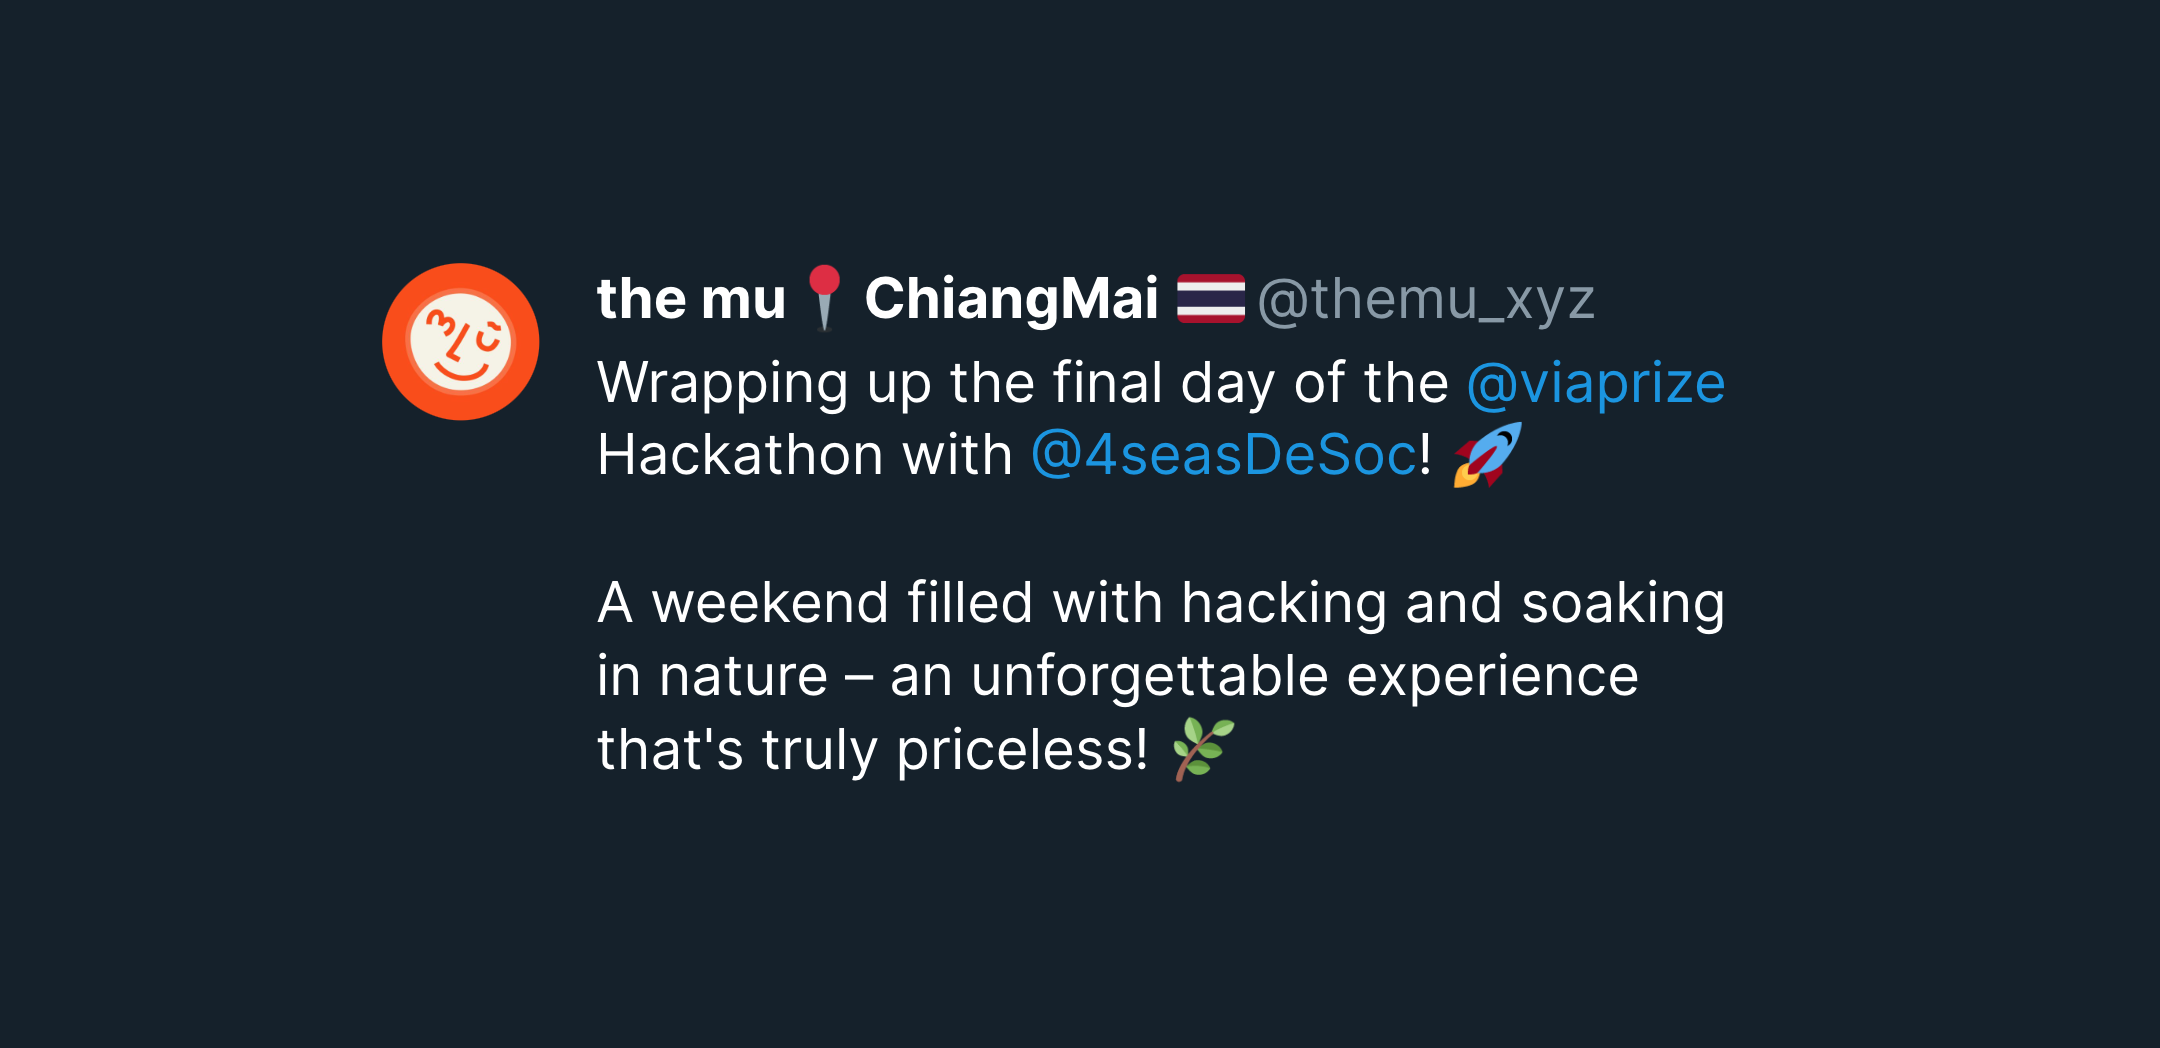 the mu📍ChiangMai 🇹🇭 @themu_xyz
Wrapping up the final day of the @viaprize
Hackathon with @4seasDeSoc! 🚀
A weekend filled with hacking and soaking
in nature – an unforgettable experience
that's truly priceless! 🌿